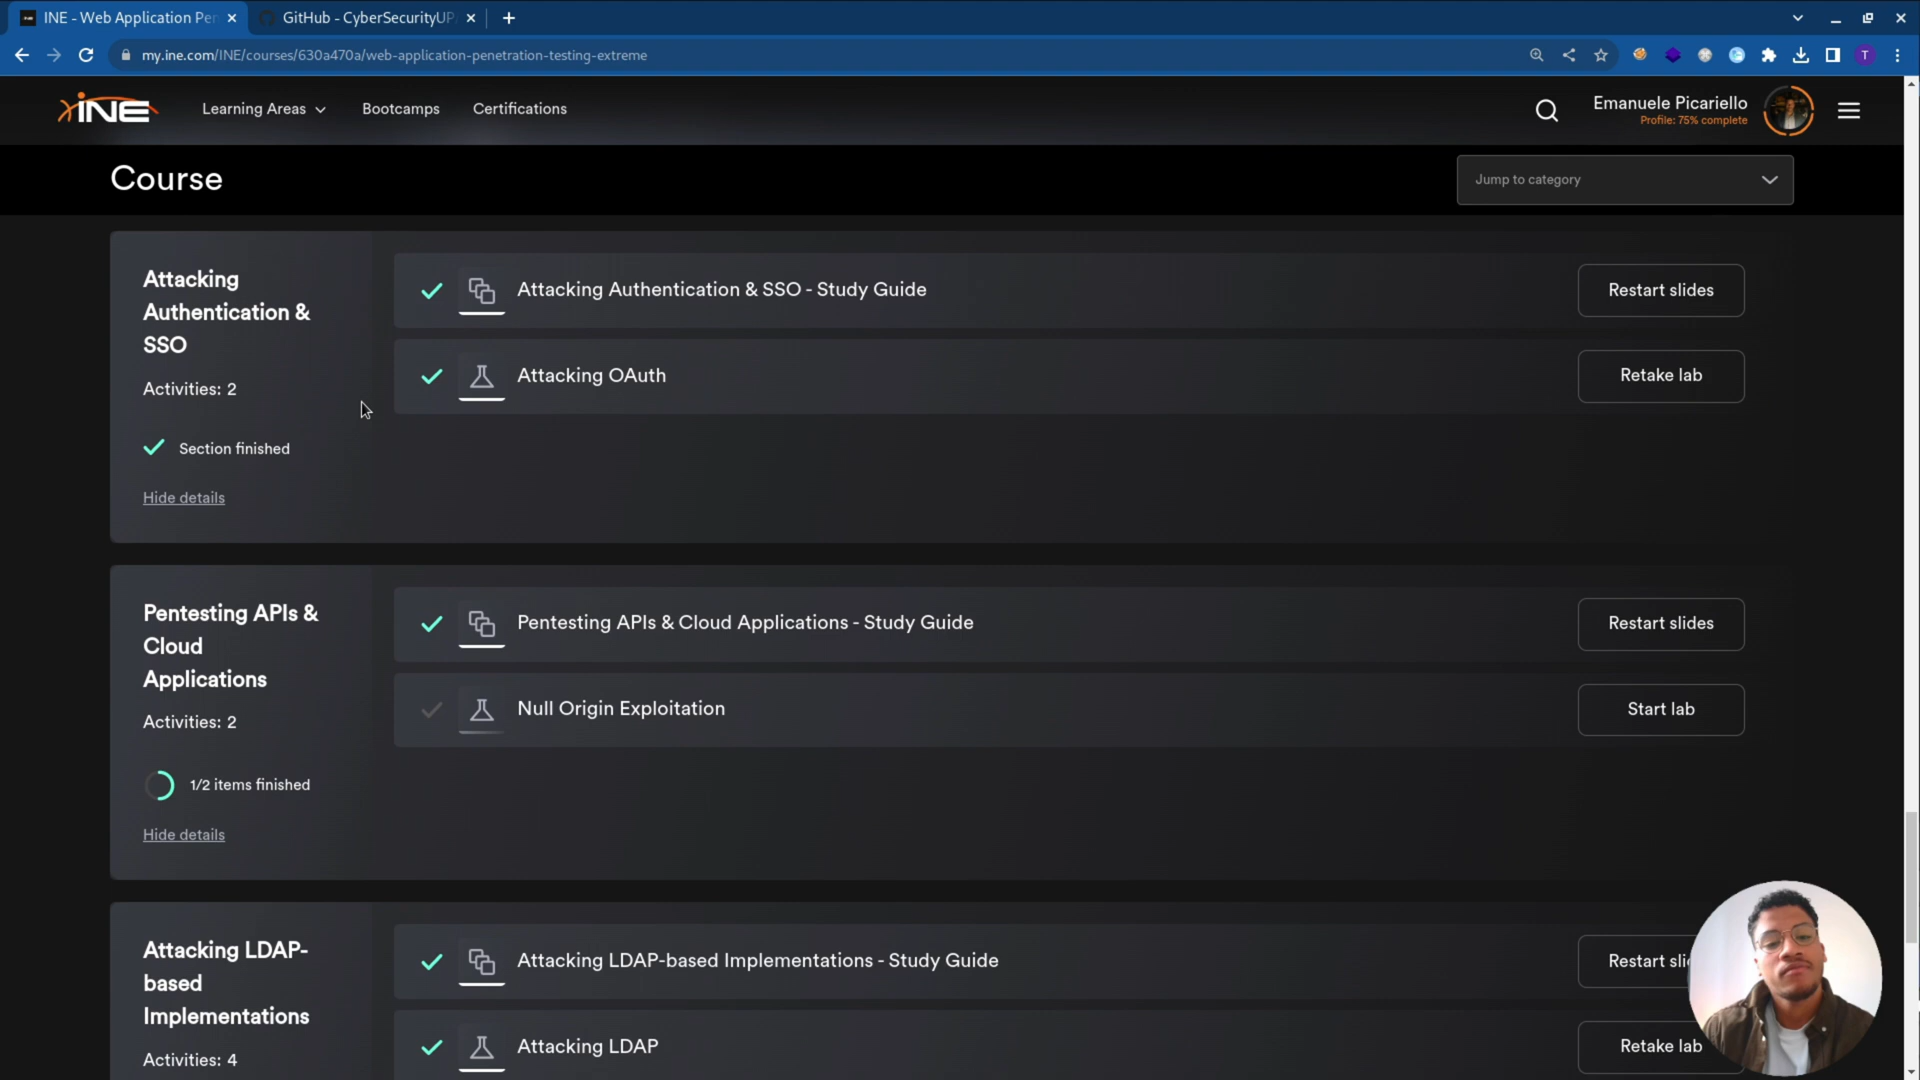 INE - Web Application Pen
GitHub - CyberSecurityUP
my.ine.com/INE/courses/630a470a/web-application-penetration-testing-extreme
T
INE
Learning Areas
Bootcamps
Certifications
Emanuele Picariello
Profile: 75% complete
Course
Jump to category
Attacking
Authentication &
SSO
Activities: 2
Section finished
Hide details
Attacking Authentication & SSO - Study Guide
Restart slides
Attacking OAuth
Retake lab
Pentesting APIs &
Cloud
Applications
Activities: 2
1/2 items finished
Hide details
Pentesting APIs & Cloud Applications - Study Guide
Restart slides
Null Origin Exploitation
Start lab
Attacking LDAP-
based
Implementations
Activities: 4
Attacking LDAP-based Implementations - Study Guide
Restart sli
Attacking LDAP
Retake lab